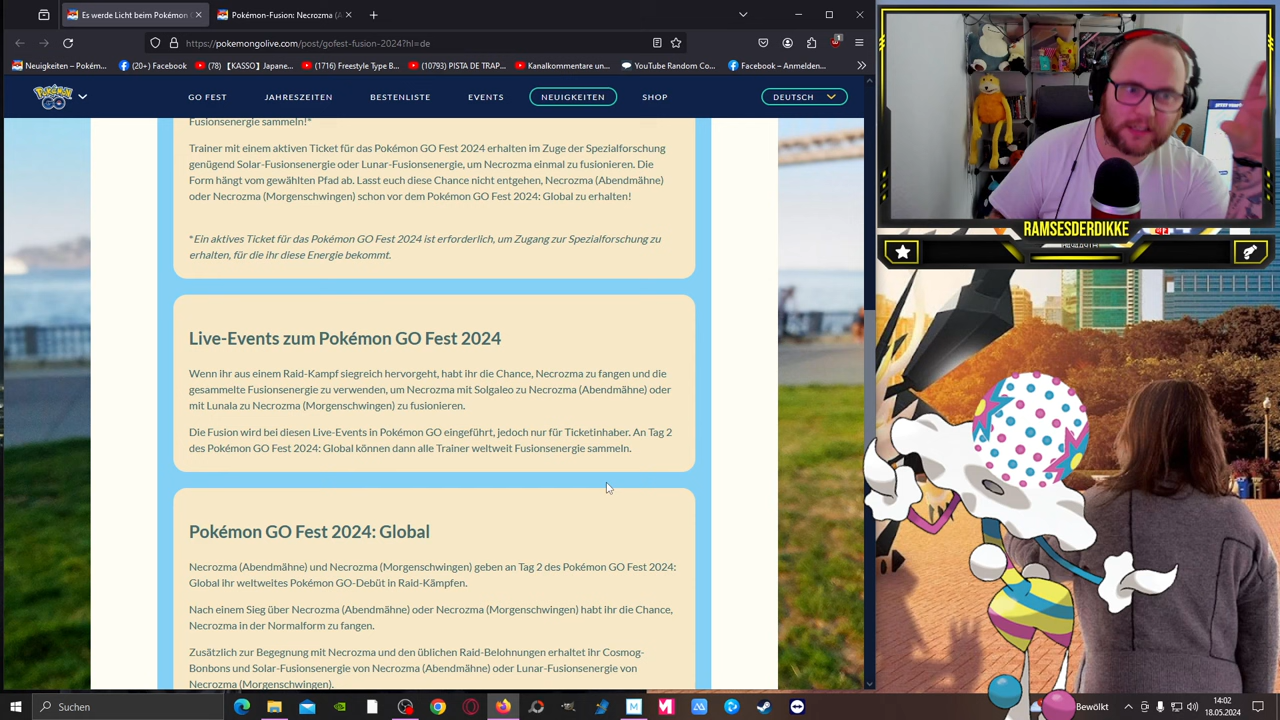 Es werde Licht beim Pokémon
Pokémon-Fusion: Necrozma (A
https://pokemongolive.com/post/gofest-fusion-2024?hl=de
1
Neuigkeiten – Pokém...
(20+) Facebook
(78) 【KASSO】Japane...
(1716) Freestyle Type B...
(10793) PISTA DE TRAP...
Kanalkommentare un...
YouTube Random Co...
Facebook – Anmelden...
Pokémon
GO
GO FEST
JAHRESZEITEN
BESTENLISTE
EVENTS
NEUIGKEITEN
SHOP
DEUTSCH
Fusionsenergie sammeln!*
Trainer mit einem aktiven Ticket für das Pokémon GO Fest 2024 erhalten im Zuge der Spezialforschung
genügend Solar-Fusionsenergie oder Lunar-Fusionsenergie, um Necrozma einmal zu fusionieren. Die
Form hängt vom gewählten Pfad ab. Lasst euch diese Chance nicht entgehen, Necrozma (Abendmähne)
oder Necrozma (Morgenschwingen) schon vor dem Pokémon GO Fest 2024: Global zu erhalten!
*Ein aktives Ticket für das Pokémon GO Fest 2024 ist erforderlich, um Zugang zur Spezialforschung zu
erhalten, für die ihr diese Energie bekommt.
Live-Events zum Pokémon GO Fest 2024
Wenn ihr aus einem Raid-Kampf siegreich hervorgeht, habt ihr die Chance, Necrozma zu fangen und die
gesammelte Fusionsenergie zu verwenden, um Necrozma mit Solgaleo zu Necrozma (Abendmähne) oder
mit Lunala zu Necrozma (Morgenschwingen) zu fusionieren.
Die Fusion wird bei diesen Live-Events in Pokémon GO eingeführt, jedoch nur für Ticketinhaber. An Tag 2
des Pokémon GO Fest 2024: Global können dann alle Trainer weltweit Fusionsenergie sammeln.
Pokémon GO Fest 2024: Global
Necrozma (Abendmähne) und Necrozma (Morgenschwingen) geben an Tag 2 des Pokémon GO Fest 2024:
Global ihr weltweites Pokémon GO-Debüt in Raid-Kämpfen.
Nach einem Sieg über Necrozma (Abendmähne) oder Necrozma (Morgenschwingen) habt ihr die Chance,
Necrozma in der Normalform zu fangen.
Zusätzlich zur Begegnung mit Necrozma und den üblichen Raid-Belohnungen erhaltet ihr Cosmog-
Bonbons und Solar-Fusionsenergie von Necrozma (Abendmähne) oder Lunar-Fusionsenergie von
Necrozma (Morgenschwingen).
RAMSESDERDIKKE
Suchen
Bewölkt
14:02
18.05.2024